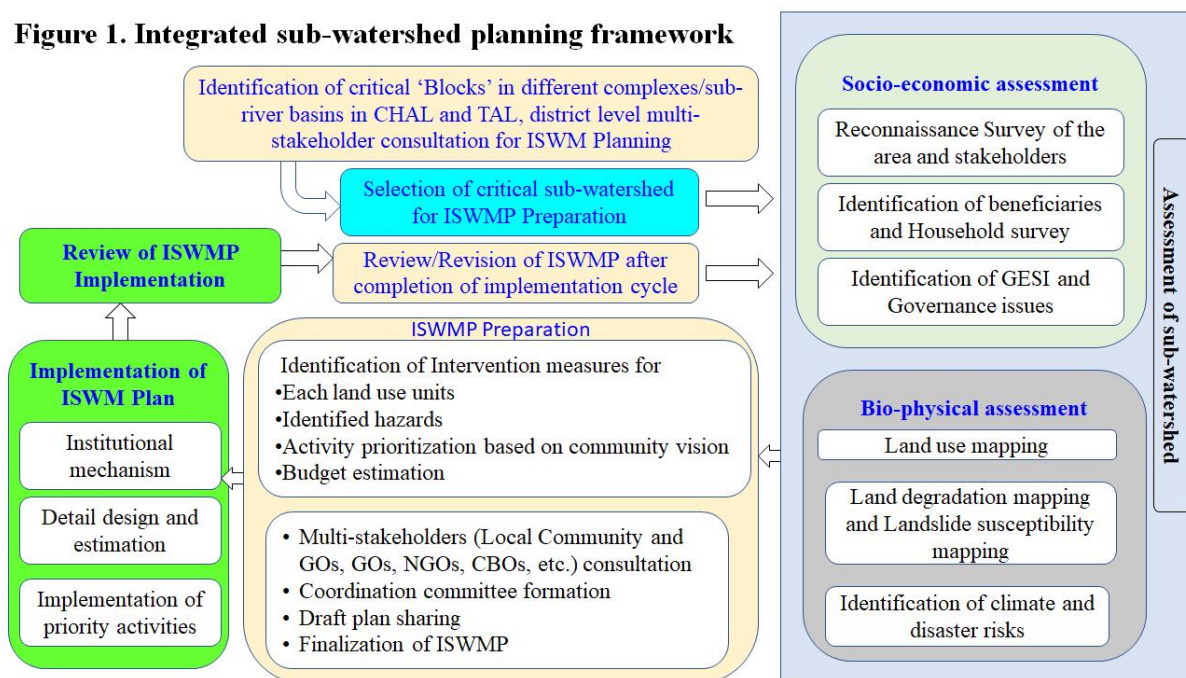 Figure 1. Integrated sub-watershed planning framework
Identification of critical ‘Blocks’ in different complexes/sub-
river basins in CHAL and TAL, district level multi-
stakeholder consultation for ISWM Planning
Selection of critical sub-watershed
for ISWMP Preparation
Review of ISWMP
Implementation
Review/Revision of ISWMP after
completion of implementation cycle
Socio-economic assessment
Reconnaissance Survey of the
area and stakeholders
Identification of beneficiaries
and Household survey
Identification of GESI and
Governance issues
Assessment of sub-watershed
Bio-physical assessment
Land use mapping
Land degradation mapping
and Landslide susceptibility
mapping
Identification of climate and
disaster risks
ISWMP Preparation
Identification of Intervention measures for
•Each land use units
•Identified hazards
•Activity prioritization based on community vision
•Budget estimation
• Multi-stakeholders (Local Community and
GOs, GOs, NGOs, CBOs, etc.) consultation
• Coordination committee formation
• Draft plan sharing
• Finalization of ISWMP
Implementation of
ISWM Plan
Institutional
mechanism
Detail design and
estimation
Implementation of
priority activities